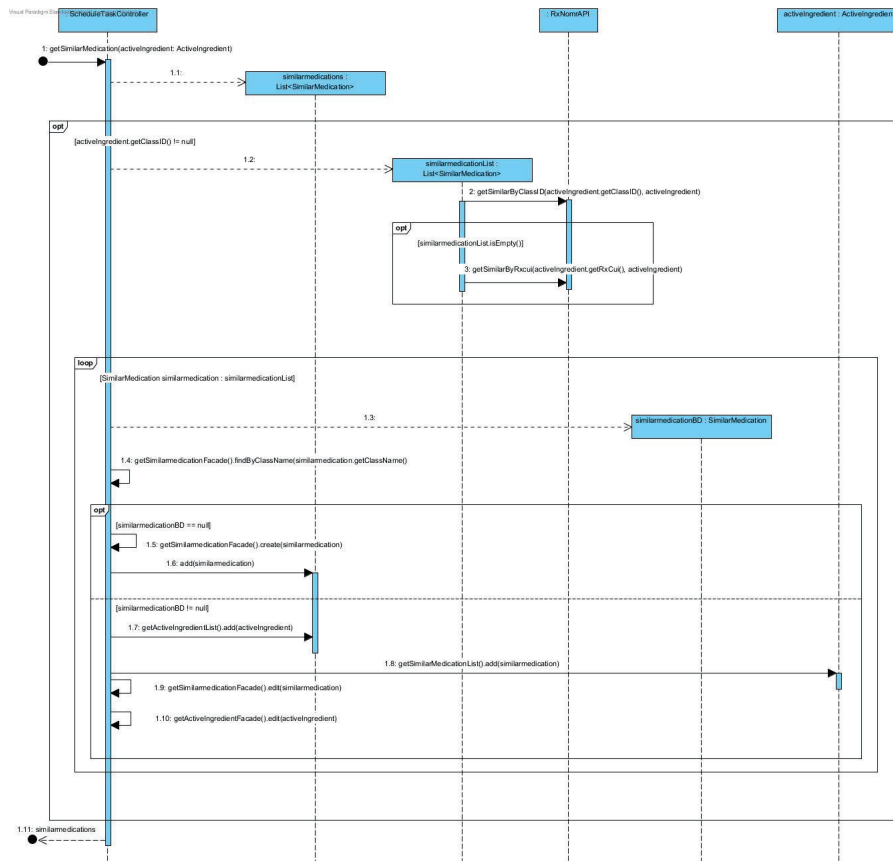 Visual Paradigm
: ScheduleTaskController
: RxNomrAPI
activeIngredient : ActiveIngredient
1: getSimilarMedication(activeIngredient: ActiveIngredient)
1.1:
similarmedications :
List<SimilarMedication>
opt
[activeIngredient.getClassID() != null]
1.2:
similarmedicationList :
List<SimilarMedication>
2: getSimilarByClassID(activeIngredient.getClassID(), activeIngredient)
opt
[similarmedicationList.isEmpty()]
3: getSimilarByRxcui(activeIngredient.getRxCui(), activeIngredient)
loop
[SimilarMedication similarmedication : similarmedicationList]
1.3:
similarmedicationBD : SimilarMedication
1.4: getSimilarmedicationFacade().findByClassName(similarmedication.getClassName()
opt
[similarmedicationBD == null]
1.5: getSimilarmedicationFacade().create(similarmedication)
1.6: add(similarmedication)
[similarmedicationBD != null]
1.7: getActiveIngredientList().add(activeIngredient)
1.8: getSimilarMedicationList().add(similarmedication)
1.9: getSimilarmedicationFacade().edit(similarmedication)
1.10: getActiveIngredientFacade().edit(activeIngredient)
1.11: similarmedications